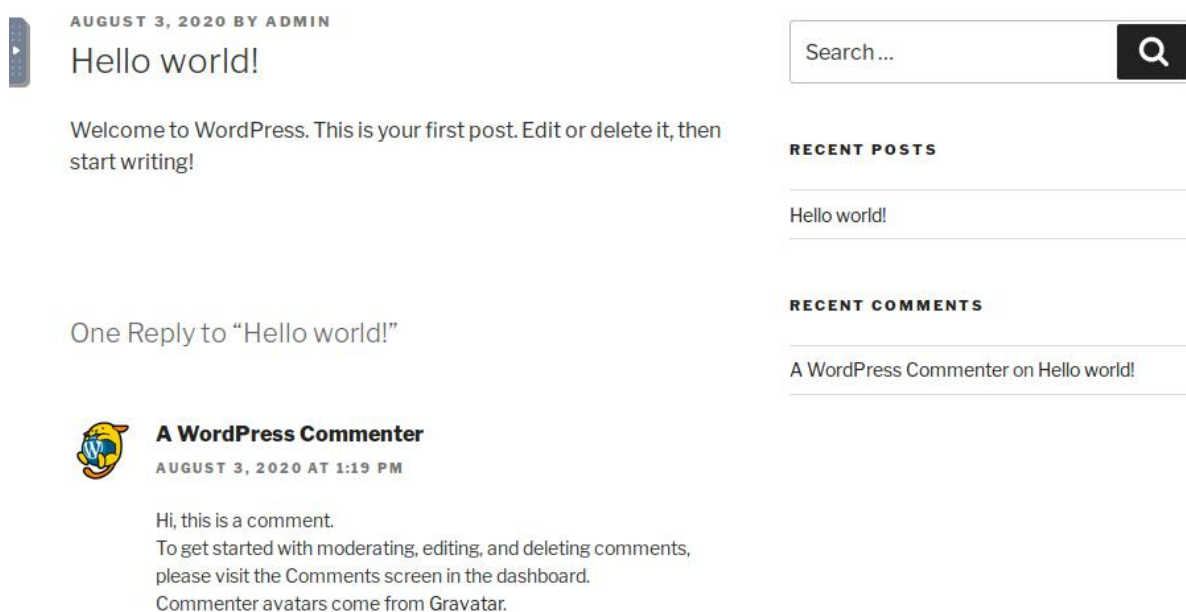 AUGUST 3, 2020 BY ADMIN
Hello world!
Welcome to WordPress. This is your first post. Edit or delete it, then
start writing!
One Reply to “Hello world!”
A WordPress Commenter
AUGUST 3, 2020 AT 1:19 PM
Hi, this is a comment.
To get started with moderating, editing, and deleting comments,
please visit the Comments screen in the dashboard.
Commenter avatars come from Gravatar.
Search …
RECENT POSTS
Hello world!
RECENT COMMENTS
A WordPress Commenter on Hello world!